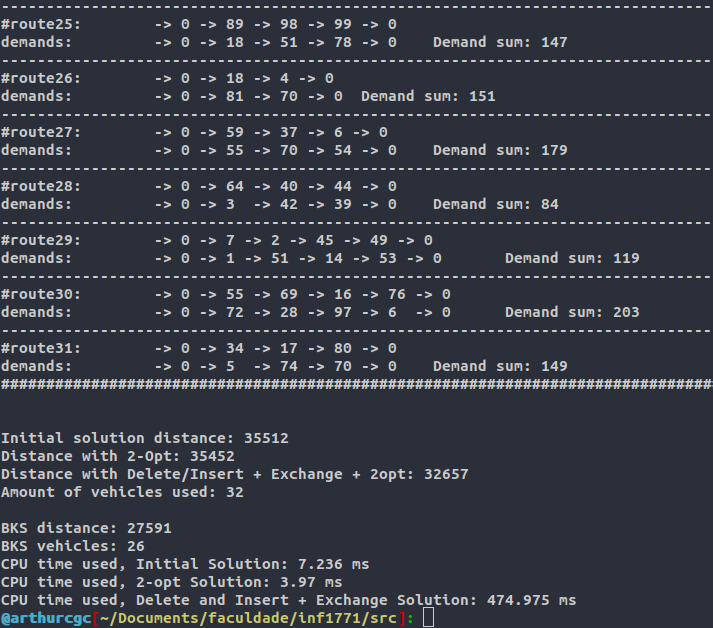 --------------------------------------------------------------------------------
#route25: -> 0 -> 89 -> 98 -> 99 -> 0
demands: -> 0 -> 18 -> 51 -> 78 -> 0 Demand sum: 147
--------------------------------------------------------------------------------
#route26: -> 0 -> 18 -> 4 -> 0
demands: -> 0 -> 81 -> 70 -> 0 Demand sum: 151
--------------------------------------------------------------------------------
#route27: -> 0 -> 59 -> 37 -> 6 -> 0
demands: -> 0 -> 55 -> 70 -> 54 -> 0 Demand sum: 179
--------------------------------------------------------------------------------
#route28: -> 0 -> 64 -> 40 -> 44 -> 0
demands: -> 0 -> 3 -> 42 -> 39 -> 0 Demand sum: 84
--------------------------------------------------------------------------------
#route29: -> 0 -> 7 -> 2 -> 45 -> 49 -> 0
demands: -> 0 -> 1 -> 51 -> 14 -> 53 -> 0 Demand sum: 119
--------------------------------------------------------------------------------
#route30: -> 0 -> 55 -> 69 -> 16 -> 76 -> 0
demands: -> 0 -> 72 -> 28 -> 97 -> 6 -> 0 Demand sum: 203
--------------------------------------------------------------------------------
#route31: -> 0 -> 34 -> 17 -> 80 -> 0
demands: -> 0 -> 5 -> 74 -> 70 -> 0 Demand sum: 149
################################################################################
Initial solution distance: 35512
Distance with 2-Opt: 35452
Distance with Delete/Insert + Exchange + 2opt: 32657
Amount of vehicles used: 32
BKS distance: 27591
BKS vehicles: 26
CPU time used, Initial Solution: 7.236 ms
CPU time used, 2-opt Solution: 3.97 ms
CPU time used, Delete and Insert + Exchange Solution: 474.975 ms
@arthurcgc[~/Documents/faculdade/inf1771/src]: